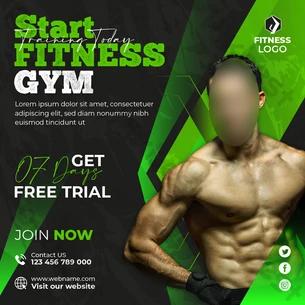 Start
Training Today
FITNESS
GYM
Lorem ipsum dolor sit amet, consectetuer
adipiscing elit, sed diam nonummy nibh
euismod tincidunt ut
FITNESS
LOGO
07 Days
GET
FREE TRIAL
JOIN NOW
Contact US
123 456 789 000
www.webname.com
Visit our website